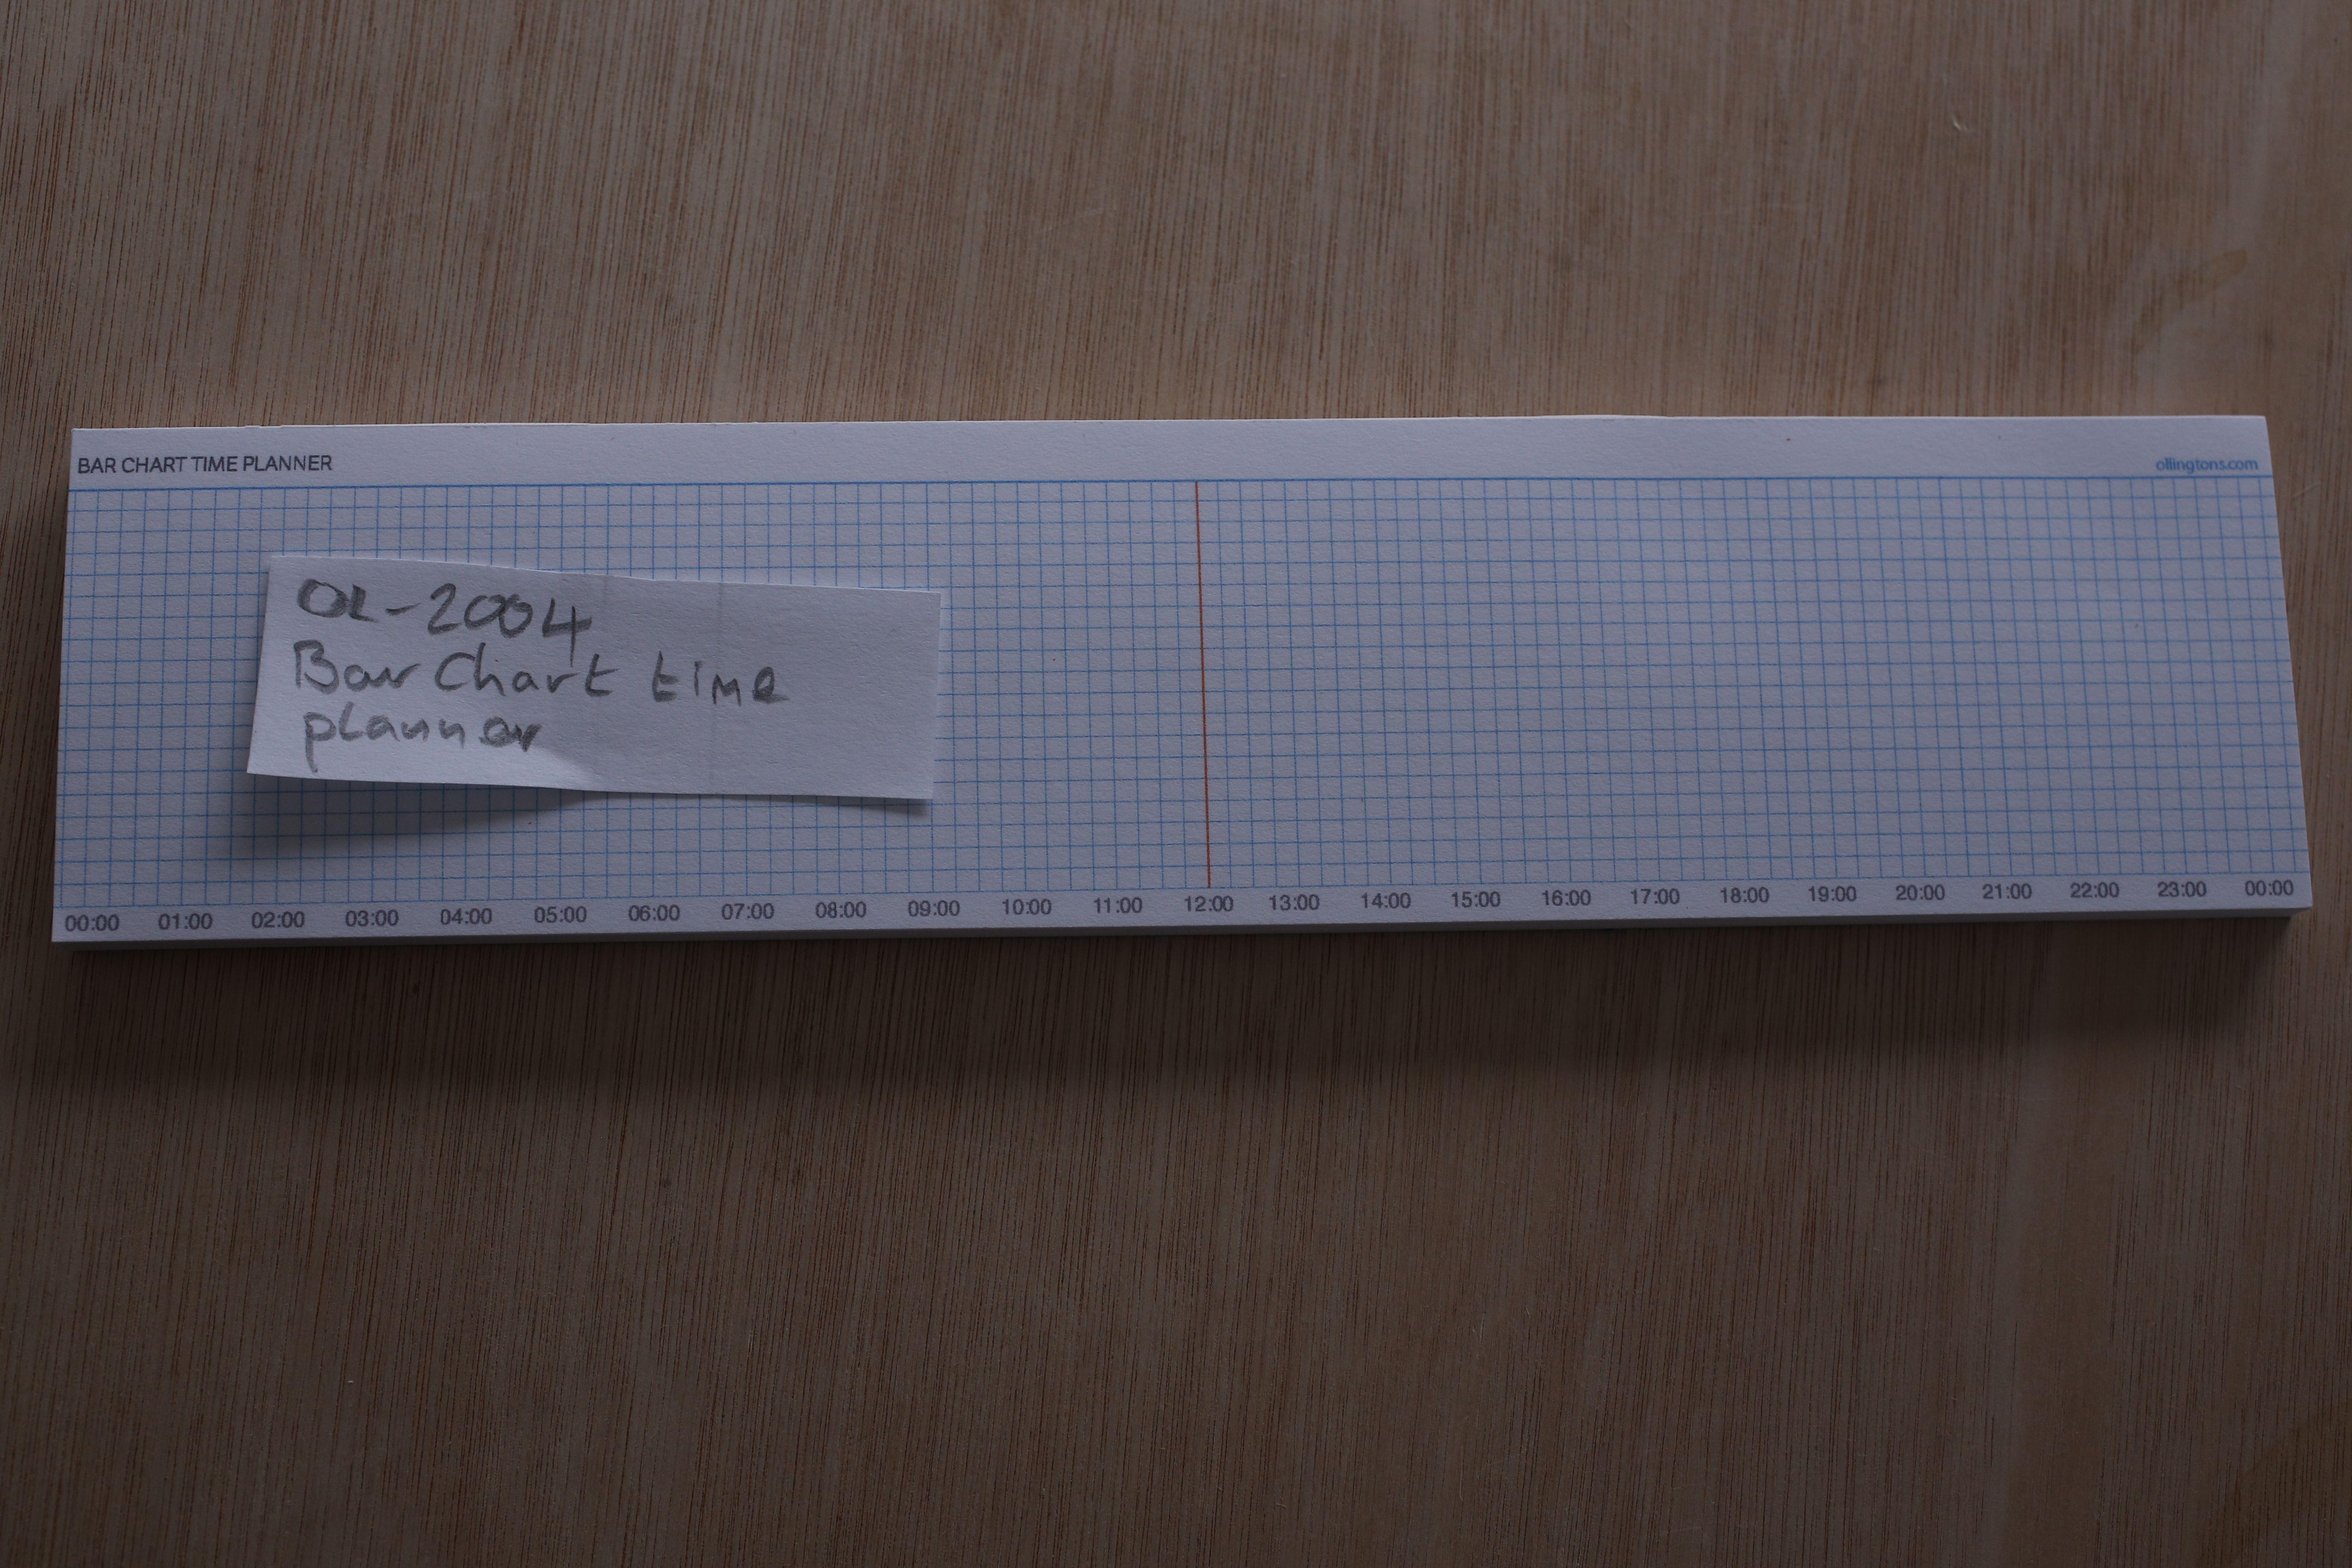 BAR CHART TIME PLANNER
ollingtons.com
OL-2004
Bar Chart time
planner
00:00 01:00 02:00 03:00 04:00 05:00 06:00 07:00 08:00 09:00 10:00 11:00 12:00 13:00 14:00 15:00 16:00 17:00 18:00 19:00 20:00 21:00 22:00 23:00 00:00